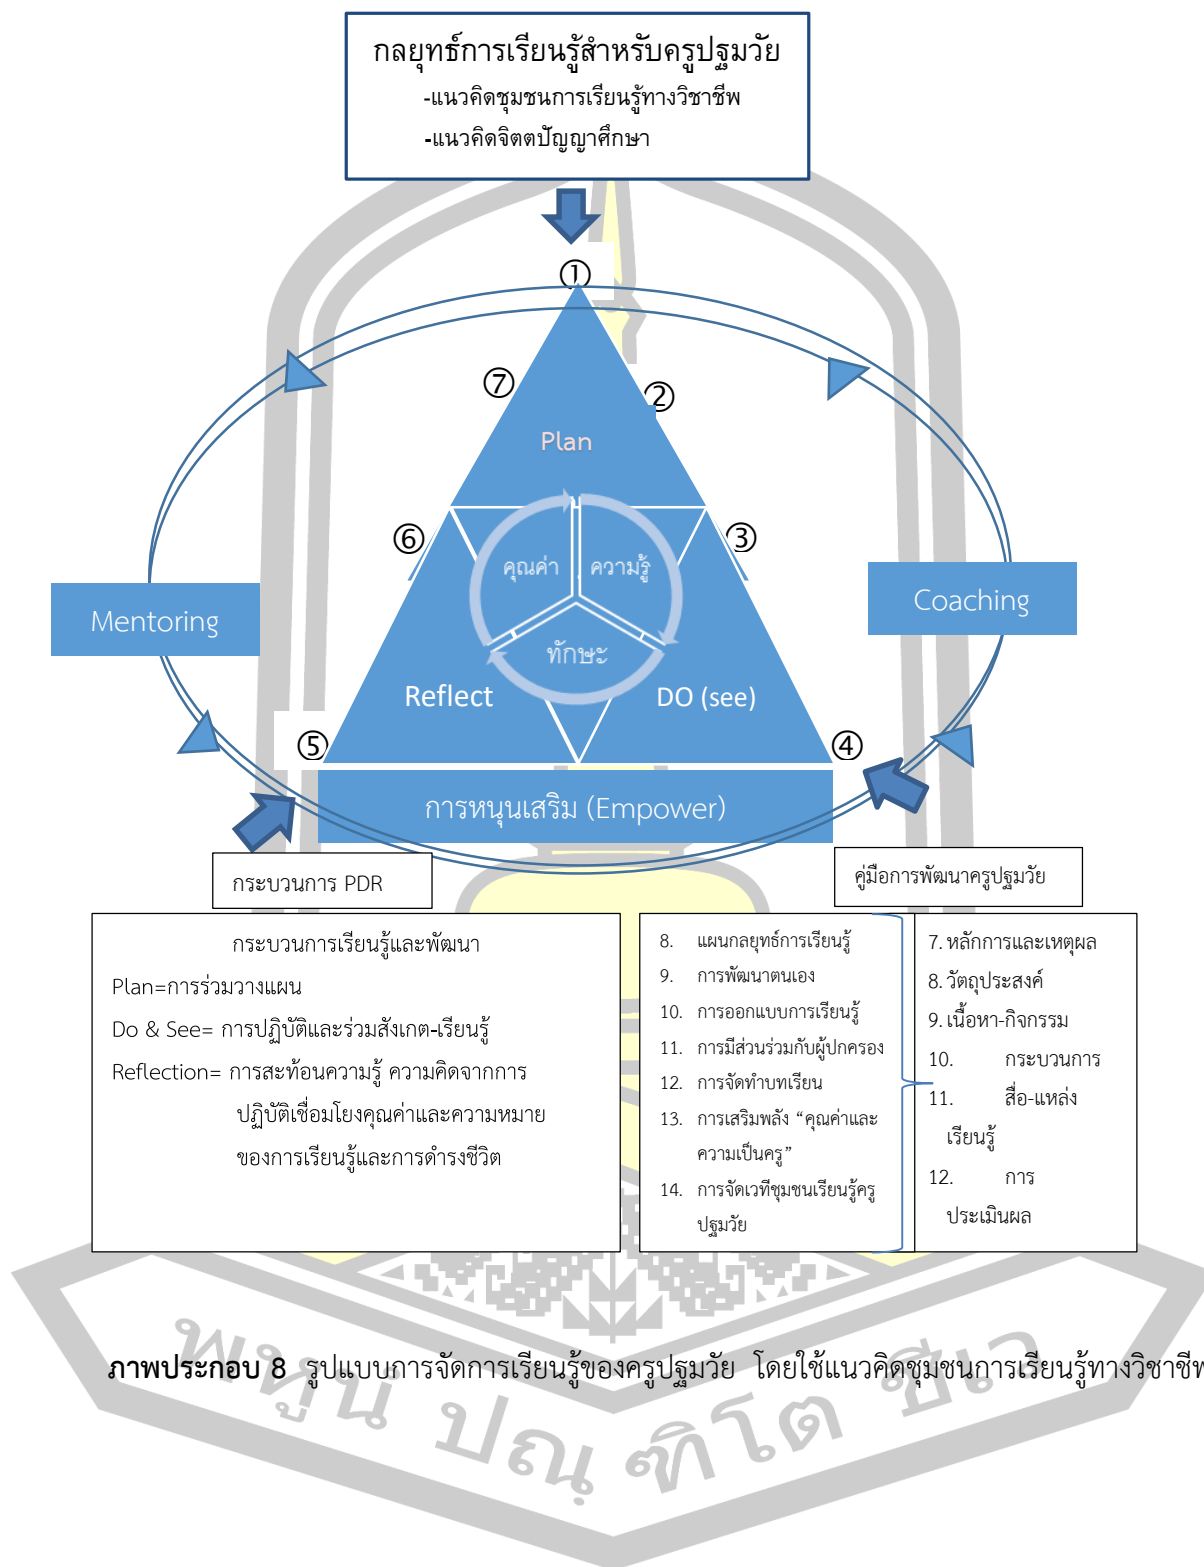 กลยุทธ์การเรียนรู้สำหรับครูปฐมวัย
-แนวคิดชุมชนการเรียนรู้ทางวิชาชีพ
-แนวคิดจิตตปัญญาศึกษา
①
⑦
②
Plan
⑥
③
คุณค่า
ความรู้
ทักษะ
Mentoring
Coaching
Reflect
DO (see)
⑤
④
การหนุนเสริม (Empower)
กระบวนการ PDR
คู่มือการพัฒนาครูปฐมวัย
กระบวนการเรียนรู้และพัฒนา
Plan=การร่วมวางแผน
Do & See= การปฏิบัติและร่วมสังเกต-เรียนรู้
Reflection= การสะท้อนความรู้ ความคิดจากการ
ปฏิบัติเชื่อมโยงคุณค่าและความหมาย
ของการเรียนรู้และการดำรงชีวิต
8. แผนกลยุทธ์การเรียนรู้
9. การพัฒนาตนเอง
10. การออกแบบการเรียนรู้
11. การมีส่วนร่วมกับผู้ปกครอง
12. การจัดทำบทเรียน
13. การเสริมพลัง “คุณค่าและ
ความเป็นครู”
14. การจัดเวทีชุมชนเรียนรู้ครู
ปฐมวัย
7. หลักการและเหตุผล
8. วัตถุประสงค์
9. เนื้อหา-กิจกรรม
10. กระบวนการ
11. สื่อ-แหล่ง
เรียนรู้
12. การ
ประเมินผล
ภาพประกอบ 8 รูปแบบการจัดการเรียนรู้ของครูปฐมวัย โดยใช้แนวคิดชุมชนการเรียนรู้ทางวิชาชีพ
พหูนํ ปณฺฑิโต ชีเว